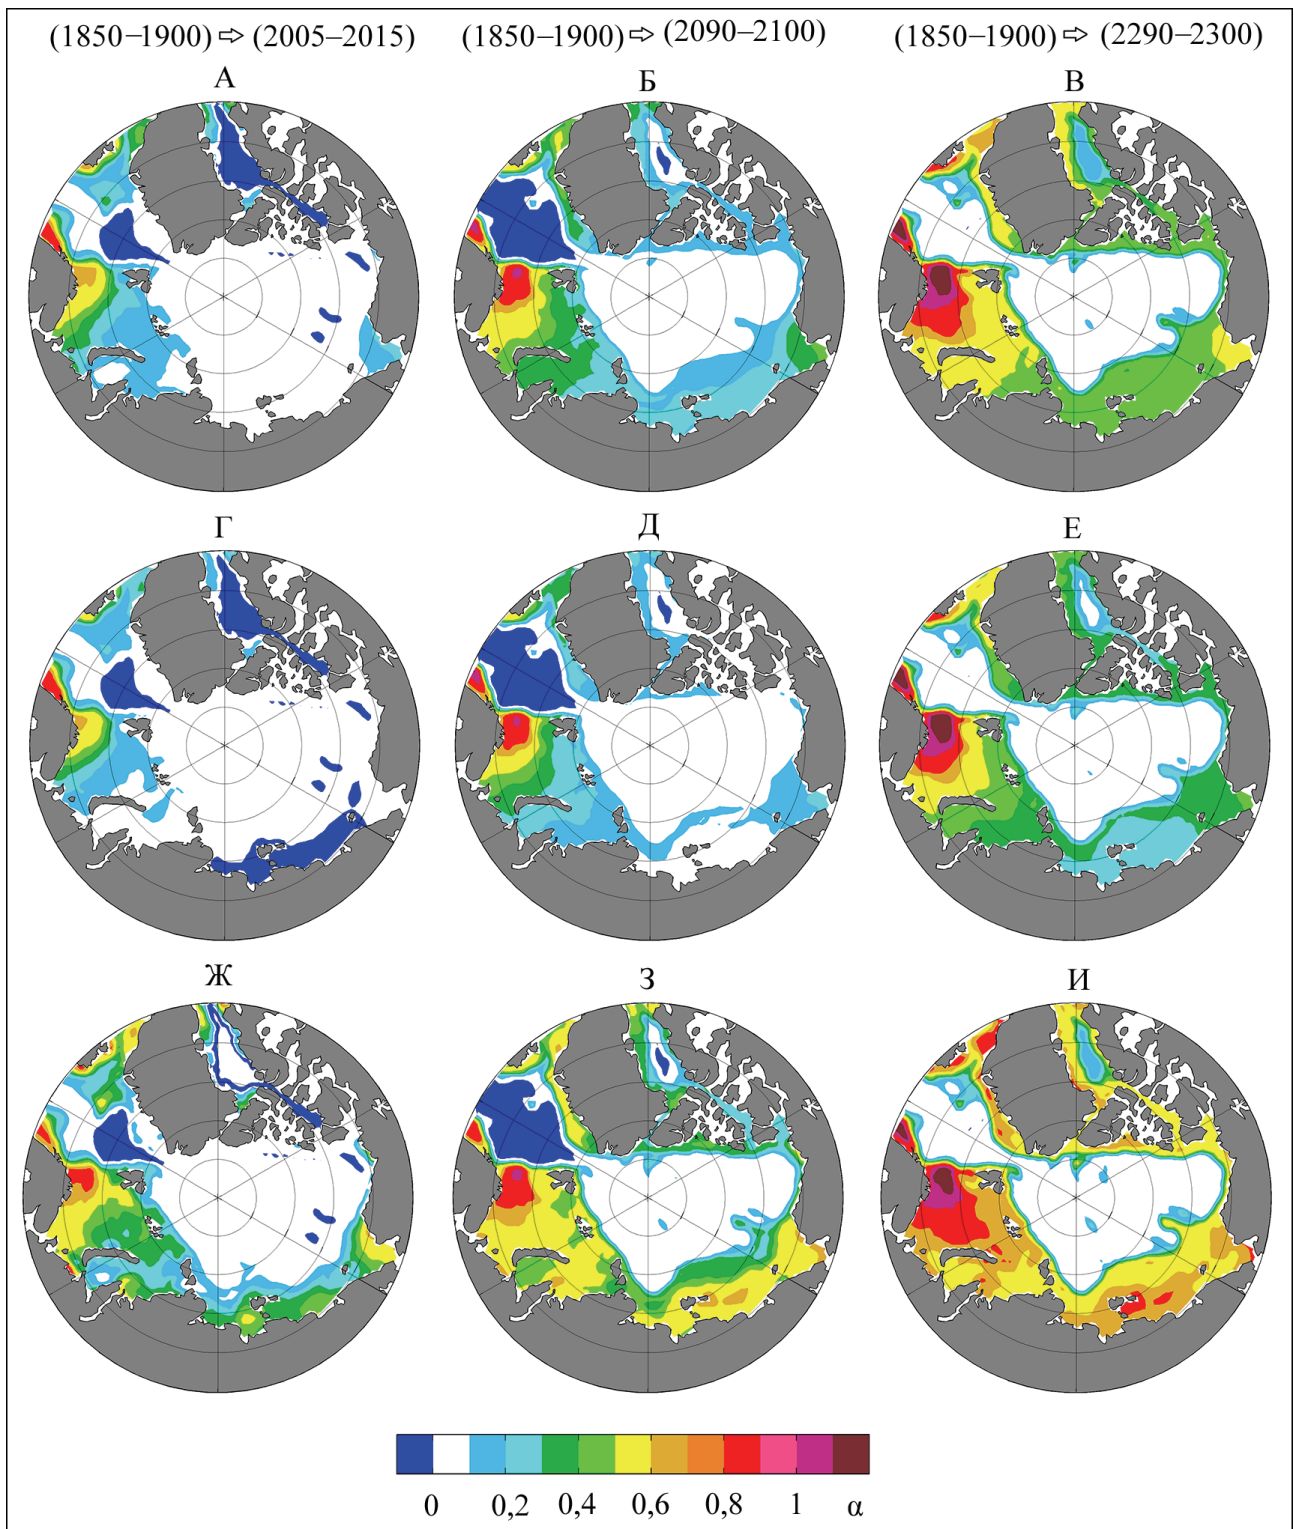 (1850–1900) ⇨ (2005–2015) (1850–1900) ⇨ (2090–2100) (1850–1900) ⇨ (2290–2300)
А Б В
Г Д Е
Ж З И
0 0,2 0,4 0,6 0,8 1 α